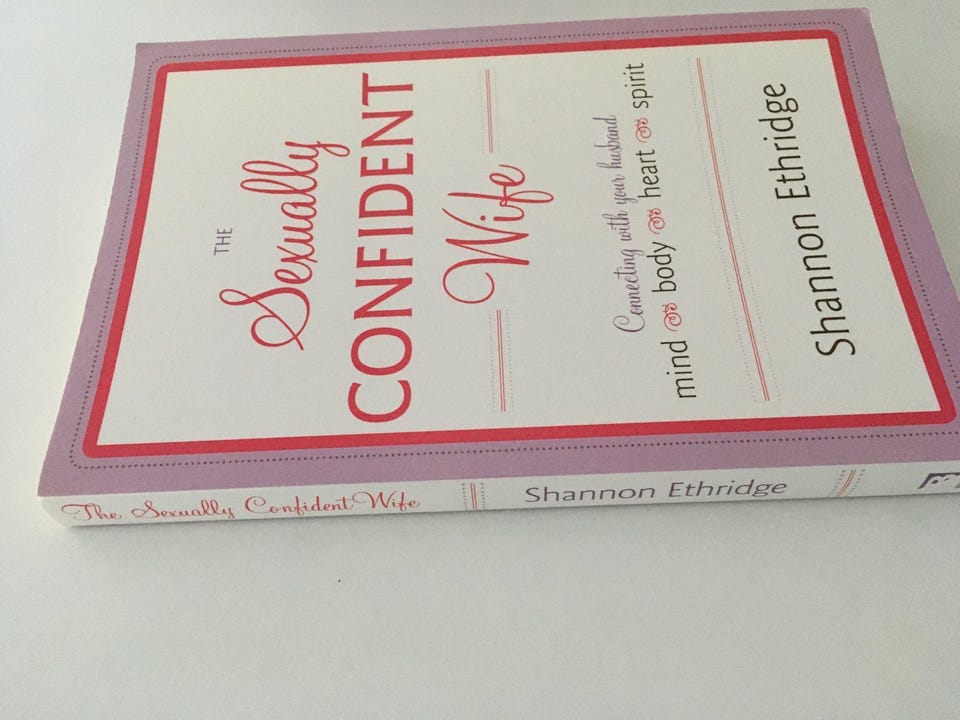 THE
Sexually
CONFIDENT
Wife
Connecting with your husband
mind body heart spirit
Shannon Ethridge
The Sexually Confident Wife Shannon Ethridge